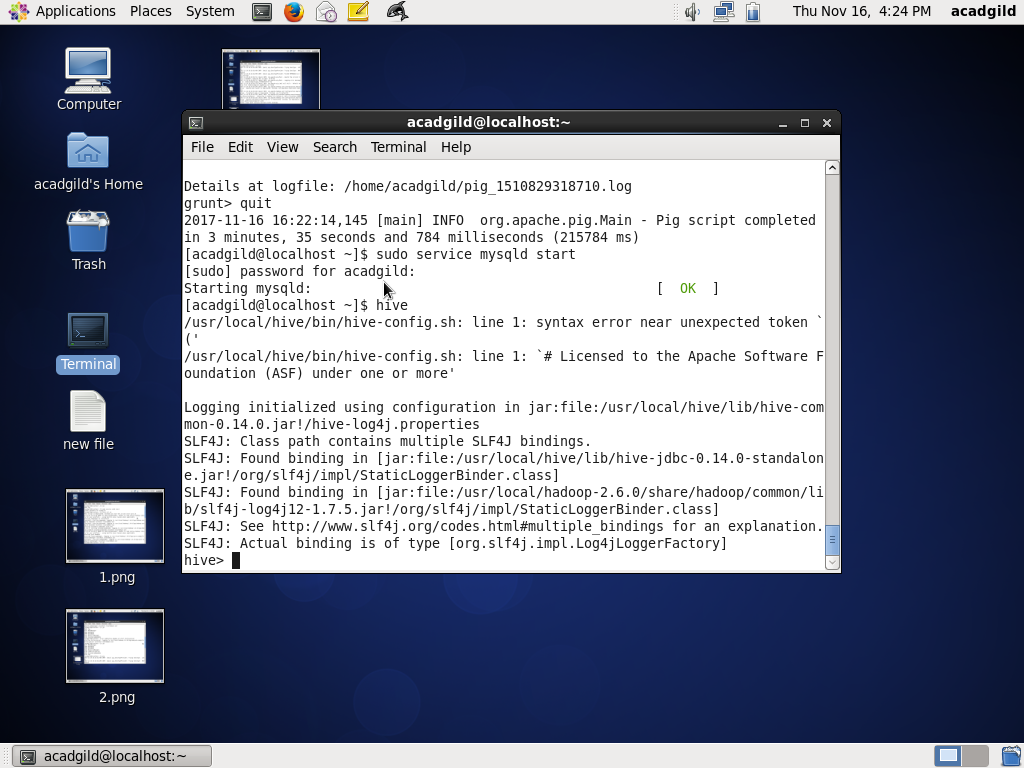 Applications Places System
Thu Nov 16, 4:24 PM acadgild
Computer
acadgild's Home
Trash
Terminal
new file
1.png
2.png
acadgild@localhost:~
File Edit View Search Terminal Help
Details at logfile: /home/acadgild/pig_1510829318710.log
grunt> quit
2017-11-16 16:22:14,145 [main] INFO  org.apache.pig.Main - Pig script completed
in 3 minutes, 35 seconds and 784 milliseconds (215784 ms)
[acadgild@localhost ~]$ sudo service mysqld start
[sudo] password for acadgild:
Starting mysqld:                                           [  OK  ]
[acadgild@localhost ~]$ hive
/usr/local/hive/bin/hive-config.sh: line 1: syntax error near unexpected token `
('
/usr/local/hive/bin/hive-config.sh: line 1: `# Licensed to the Apache Software F
oundation (ASF) under one or more'
Logging initialized using configuration in jar:file:/usr/local/hive/lib/hive-com
mon-0.14.0.jar!/hive-log4j.properties
SLF4J: Class path contains multiple SLF4J bindings.
SLF4J: Found binding in [jar:file:/usr/local/hive/lib/hive-jdbc-0.14.0-standalon
e.jar!/org/slf4j/impl/StaticLoggerBinder.class]
SLF4J: Found binding in [jar:file:/usr/local/hadoop-2.6.0/share/hadoop/common/li
b/slf4j-log4j12-1.7.5.jar!/org/slf4j/impl/StaticLoggerBinder.class]
SLF4J: See http://www.slf4j.org/codes.html#multiple_bindings for an explanation.
SLF4J: Actual binding is of type [org.slf4j.impl.Log4jLoggerFactory]
hive>
acadgild@localhost:~